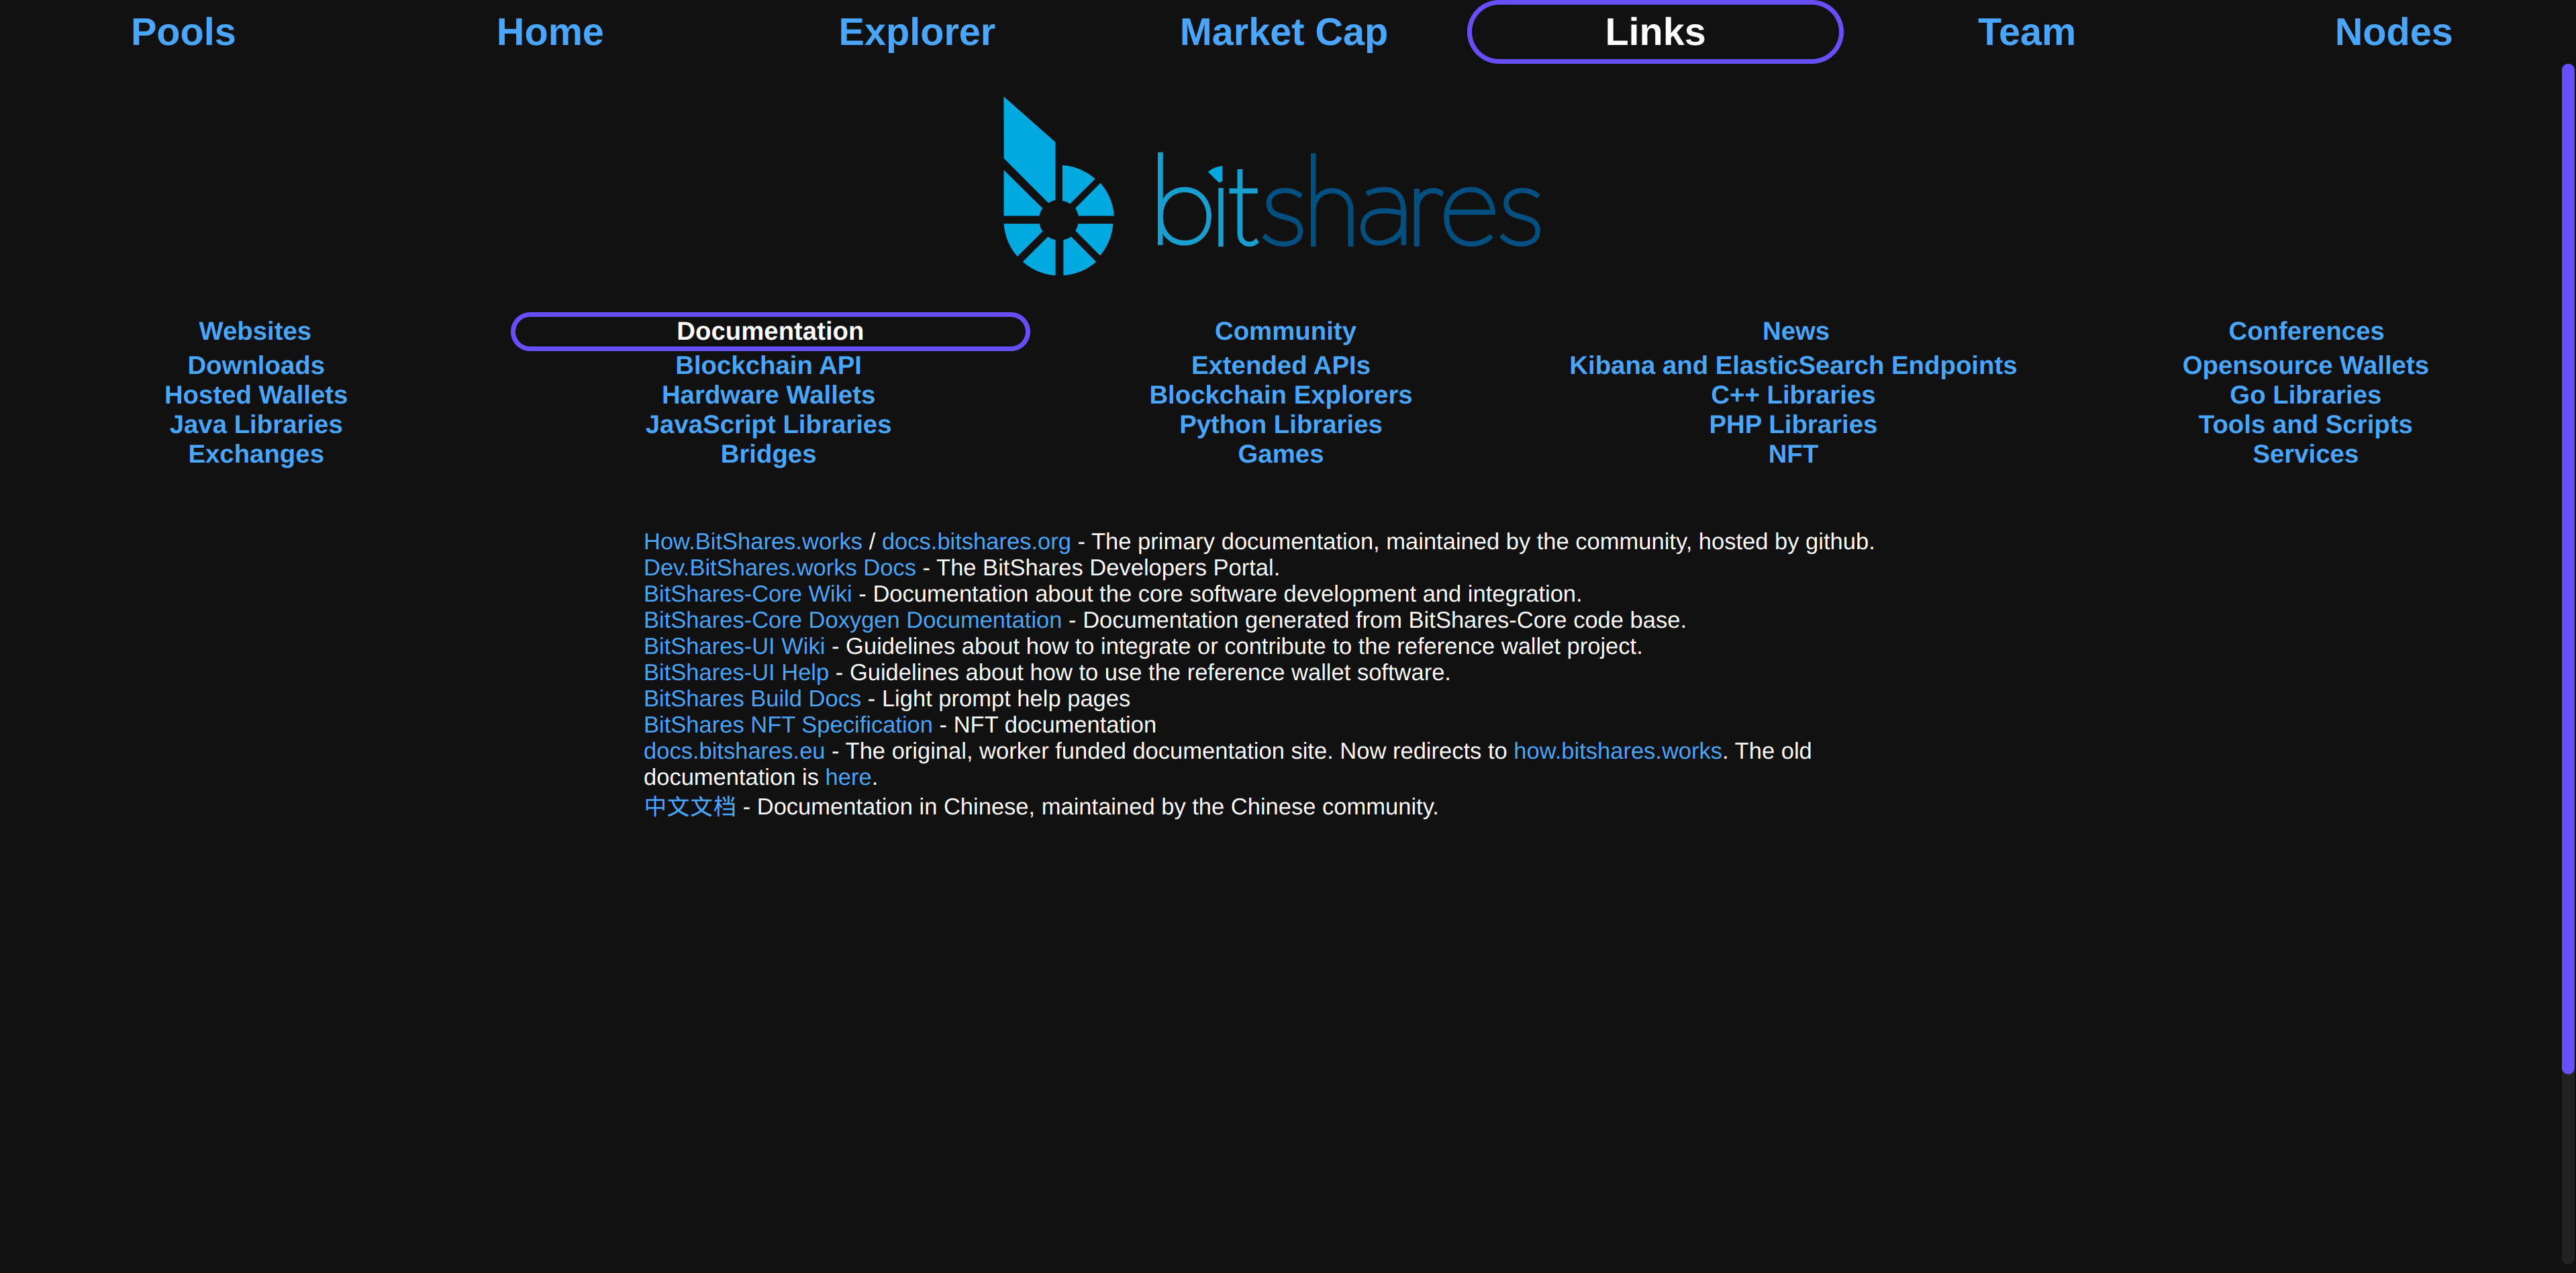 Pools Home Explorer Market Cap Links Team Nodes
bitshares
Websites Documentation Community News Conferences
Downloads Blockchain API Extended APIs Kibana and ElasticSearch Endpoints Opensource Wallets
Hosted Wallets Hardware Wallets Blockchain Explorers C++ Libraries Go Libraries
Java Libraries JavaScript Libraries Python Libraries PHP Libraries Tools and Scripts
Exchanges Bridges Games NFT Services
How.BitShares.works / docs.bitshares.org - The primary documentation, maintained by the community, hosted by github.
Dev.BitShares.works Docs - The BitShares Developers Portal.
BitShares-Core Wiki - Documentation about the core software development and integration.
BitShares-Core Doxygen Documentation - Documentation generated from BitShares-Core code base.
BitShares-UI Wiki - Guidelines about how to integrate or contribute to the reference wallet project.
BitShares-UI Help - Guidelines about how to use the reference wallet software.
BitShares Build Docs - Light prompt help pages
BitShares NFT Specification - NFT documentation
docs.bitshares.eu - The original, worker funded documentation site. Now redirects to how.bitshares.works. The old
documentation is here.
中文文档 - Documentation in Chinese, maintained by the Chinese community.